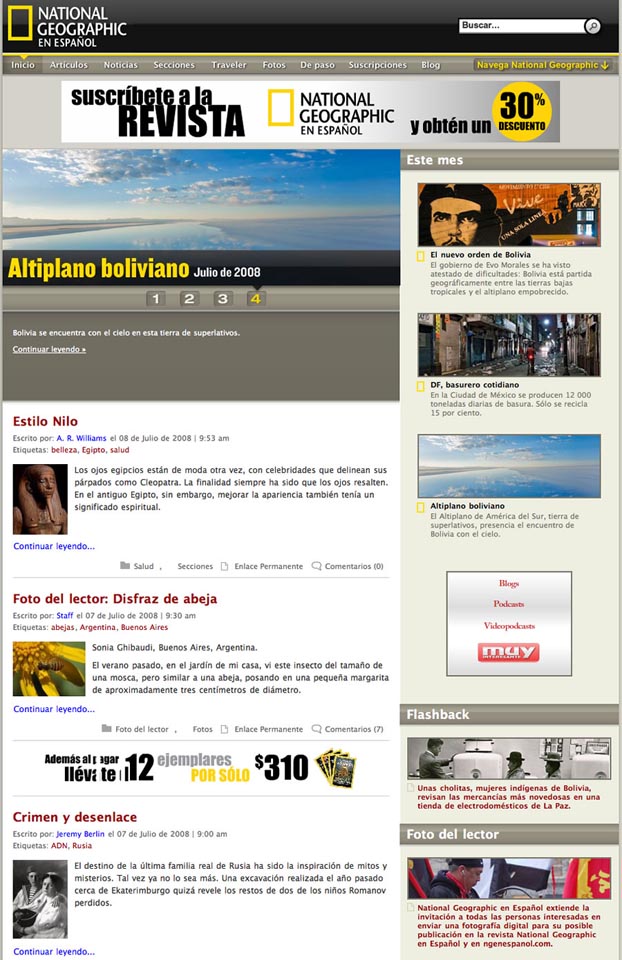 NATIONAL
GEOGRAPHIC
EN ESPAÑOL
Buscar...
Inicio Artículos Noticias Secciones Traveler Fotos De paso Suscripciones Blog Navega National Geographic
suscríbete a la
REVISTA
NATIONAL
GEOGRAPHIC
EN ESPAÑOL
y obtén un
30%
DESCUENTO
Altiplano boliviano Julio de 2008
1 2 3 4
Bolivia se encuentra con el cielo en esta tierra de superlativos.
Continuar leyendo »
Estilo Nilo
Escrito por: A. R. Williams el 08 de Julio de 2008 | 9:53 am
Etiquetas: belleza, Egipto, salud
Los ojos egipcios están de moda otra vez, con celebridades que delinean sus
párpados como Cleopatra. La finalidad siempre ha sido que los ojos resalten.
En el antiguo Egipto, sin embargo, mejorar la apariencia también tenía un
significado espiritual.
Continuar leyendo...
Salud , Secciones Enlace Permanente Comentarios (0)
Foto del lector: Disfraz de abeja
Escrito por: Staff el 07 de Julio de 2008 | 9:30 am
Etiquetas: abejas, Argentina, Buenos Aires
Sonia Ghibaudi, Buenos Aires, Argentina.
El verano pasado, en el jardín de mi casa, vi este insecto del tamaño de
una mosca, pero similar a una abeja, posando en una pequeña margarita
de aproximadamente tres centímetros de diámetro.
Continuar leyendo...
Foto del lector , Fotos Enlace Permanente Comentarios (7)
Además al pagar
llévate 12 ejemplares
POR SÓLO $310
Crimen y desenlace
Escrito por: Jeremy Berlin el 07 de Julio de 2008 | 9:00 am
Etiquetas: ADN, Rusia
El destino de la última familia real de Rusia ha sido la inspiración de mitos y
misterios. Tal vez ya no lo sea más. Una excavación realizada el año pasado
cerca de Ekaterimburgo quizá revele los restos de dos de los niños Romanov
perdidos.
Continuar leyendo...
Este mes
MOVIMIENTO
Vive
UNA SOLA LINEA
El nuevo orden de Bolivia
El gobierno de Evo Morales se ha visto
atestado de dificultades: Bolivia está partida
geográficamente entre las tierras bajas
tropicales y el altiplano empobrecido.
DF, basurero cotidiano
En la Ciudad de México se producen 12 000
toneladas diarias de basura. Sólo se recicla
15 por ciento.
Altiplano boliviano
El Altiplano de América del Sur, tierra de
superlativos, presencia el encuentro de
Bolivia con el cielo.
Blogs
Podcasts
Videopodcasts
muy
INTERESANTE
Flashback
Unas cholitas, mujeres indígenas de Bolivia,
revisan las mercancías más novedosas en una
tienda de electrodomésticos de La Paz.
Foto del lector
National Geographic en Español extiende la
invitación a todas las personas interesadas en
enviar una fotografía digital para su posible
publicación en la revista National Geographic
en Español y en ngenespanol.com.